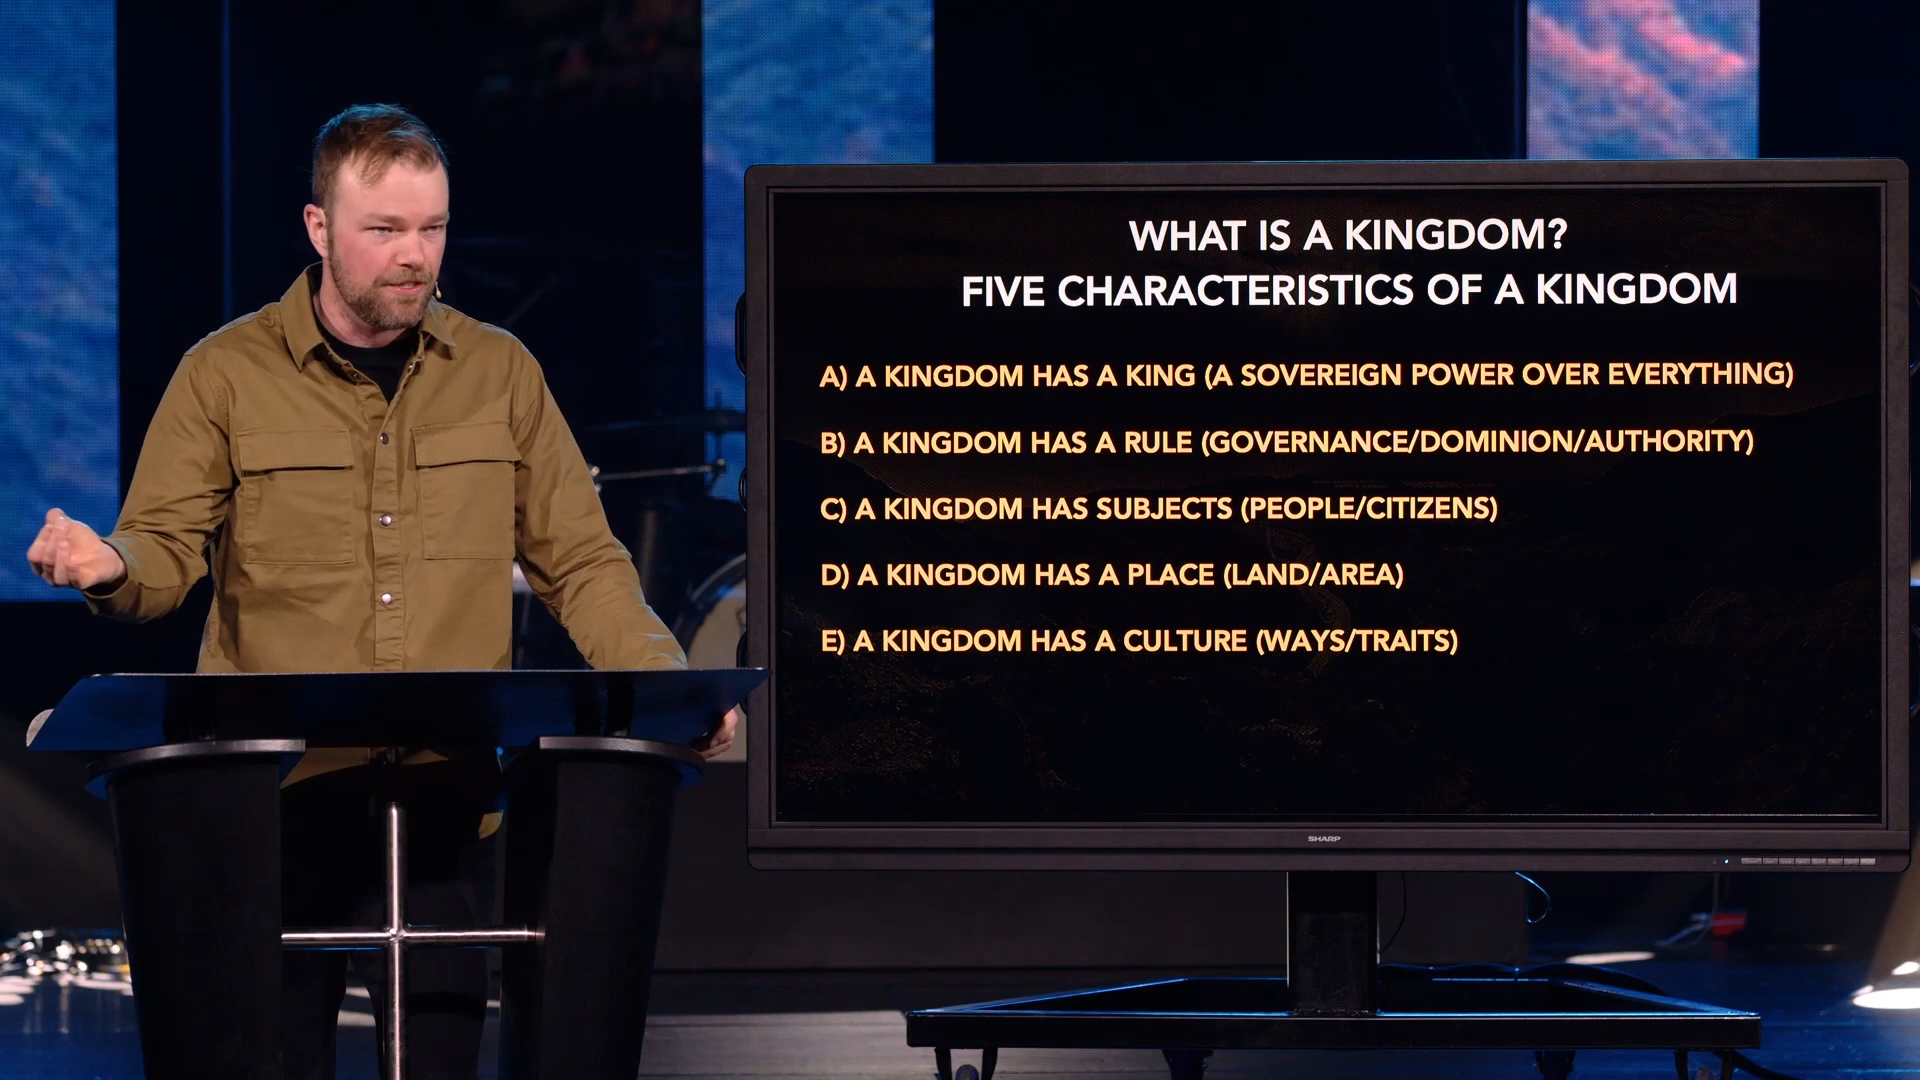 WHAT IS A KINGDOM?
FIVE CHARACTERISTICS OF A KINGDOM
A) A KINGDOM HAS A KING (A SOVEREIGN POWER OVER EVERYTHING)
B) A KINGDOM HAS A RULE (GOVERNANCE/DOMINION/AUTHORITY)
C) A KINGDOM HAS SUBJECTS (PEOPLE/CITIZENS)
D) A KINGDOM HAS A PLACE (LAND/AREA)
E) A KINGDOM HAS A CULTURE (WAYS/TRAITS)
SHARP